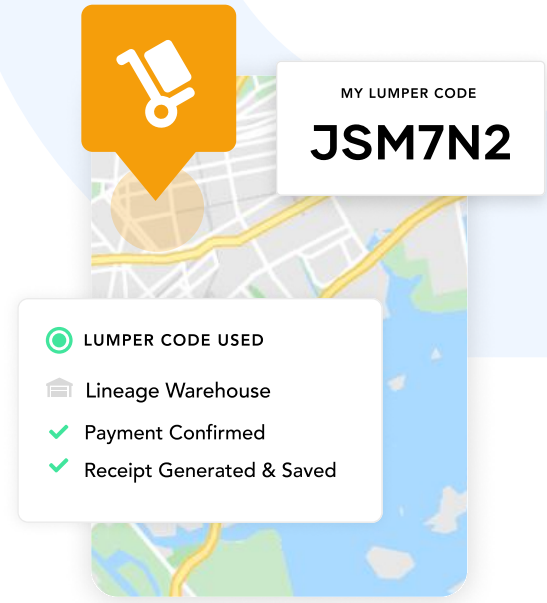 MY LUMPER CODE
JSM7N2
LUMPER CODE USED
Lineage Warehouse
Payment Confirmed
Receipt Generated & Saved